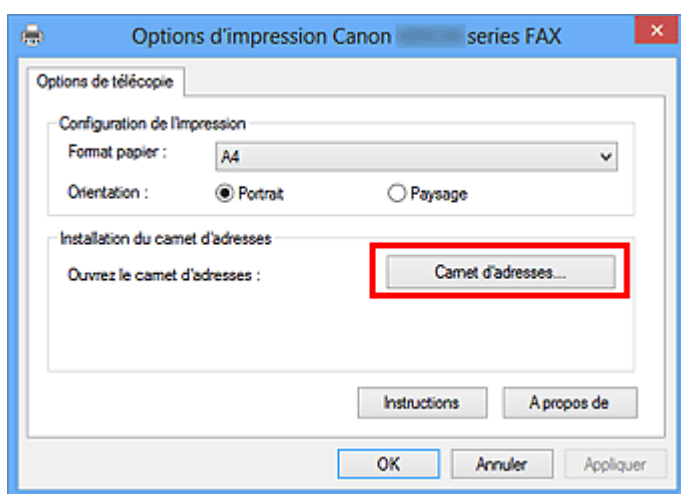 Options d'impression Canon series FAX
Options de télécopie
Configuration de l'impression
Format papier : A4
Orientation : Portrait Paysage
Installation du carnet d'adresses
Ouvrez le carnet d'adresses : Carnet d'adresses...
Instructions A propos de
OK Annuler Appliquer